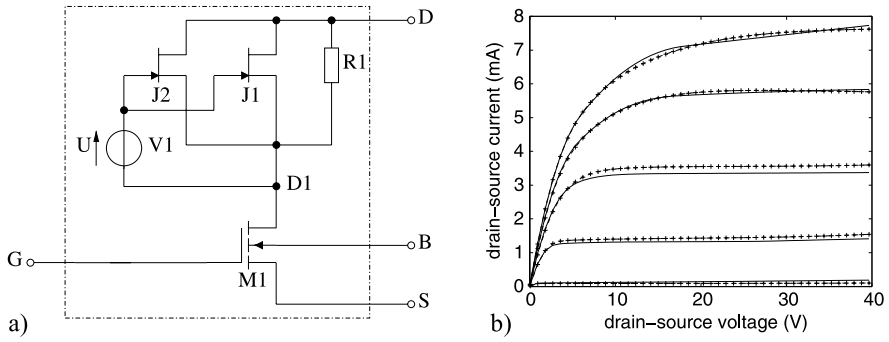 D
R1
J2
J1
U
V1
D1
G
B
M1
S
a)
drain−source current (mA)
8
7
6
5
4
3
2
1
0
0
10
20
30
40
drain−source voltage (V)
b)